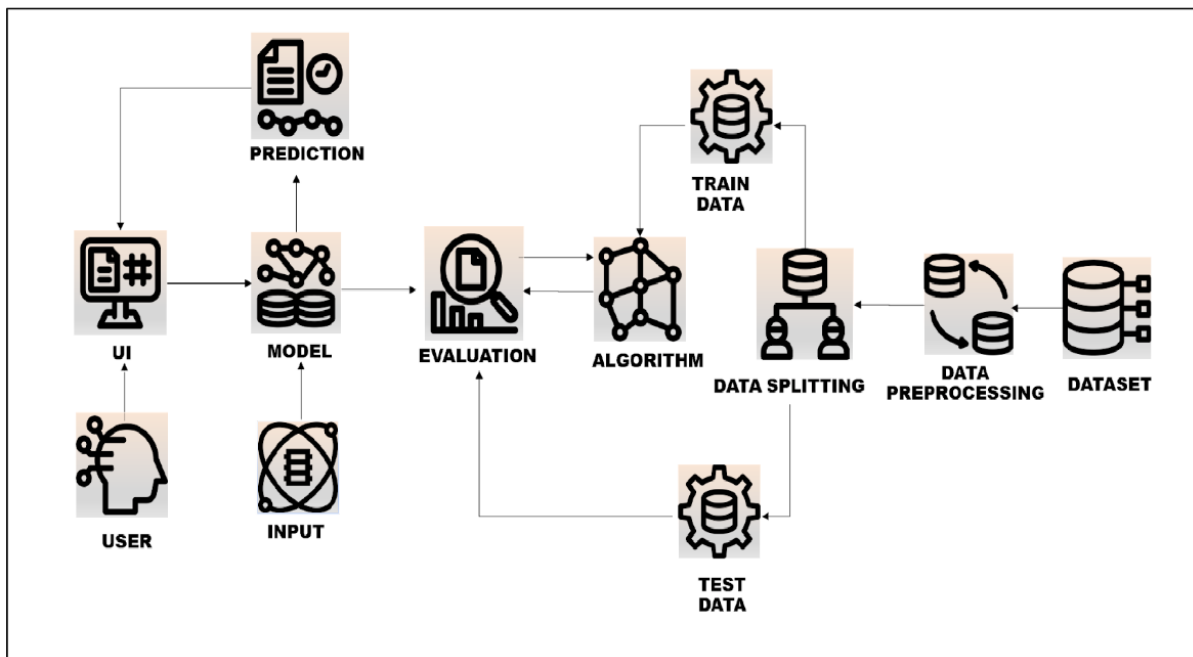 PREDICTION
TRAIN
DATA
UI
MODEL
EVALUATION
ALGORITHM
DATA SPLITTING
DATA
PREPROCESSING
DATASET
USER
INPUT
TEST
DATA